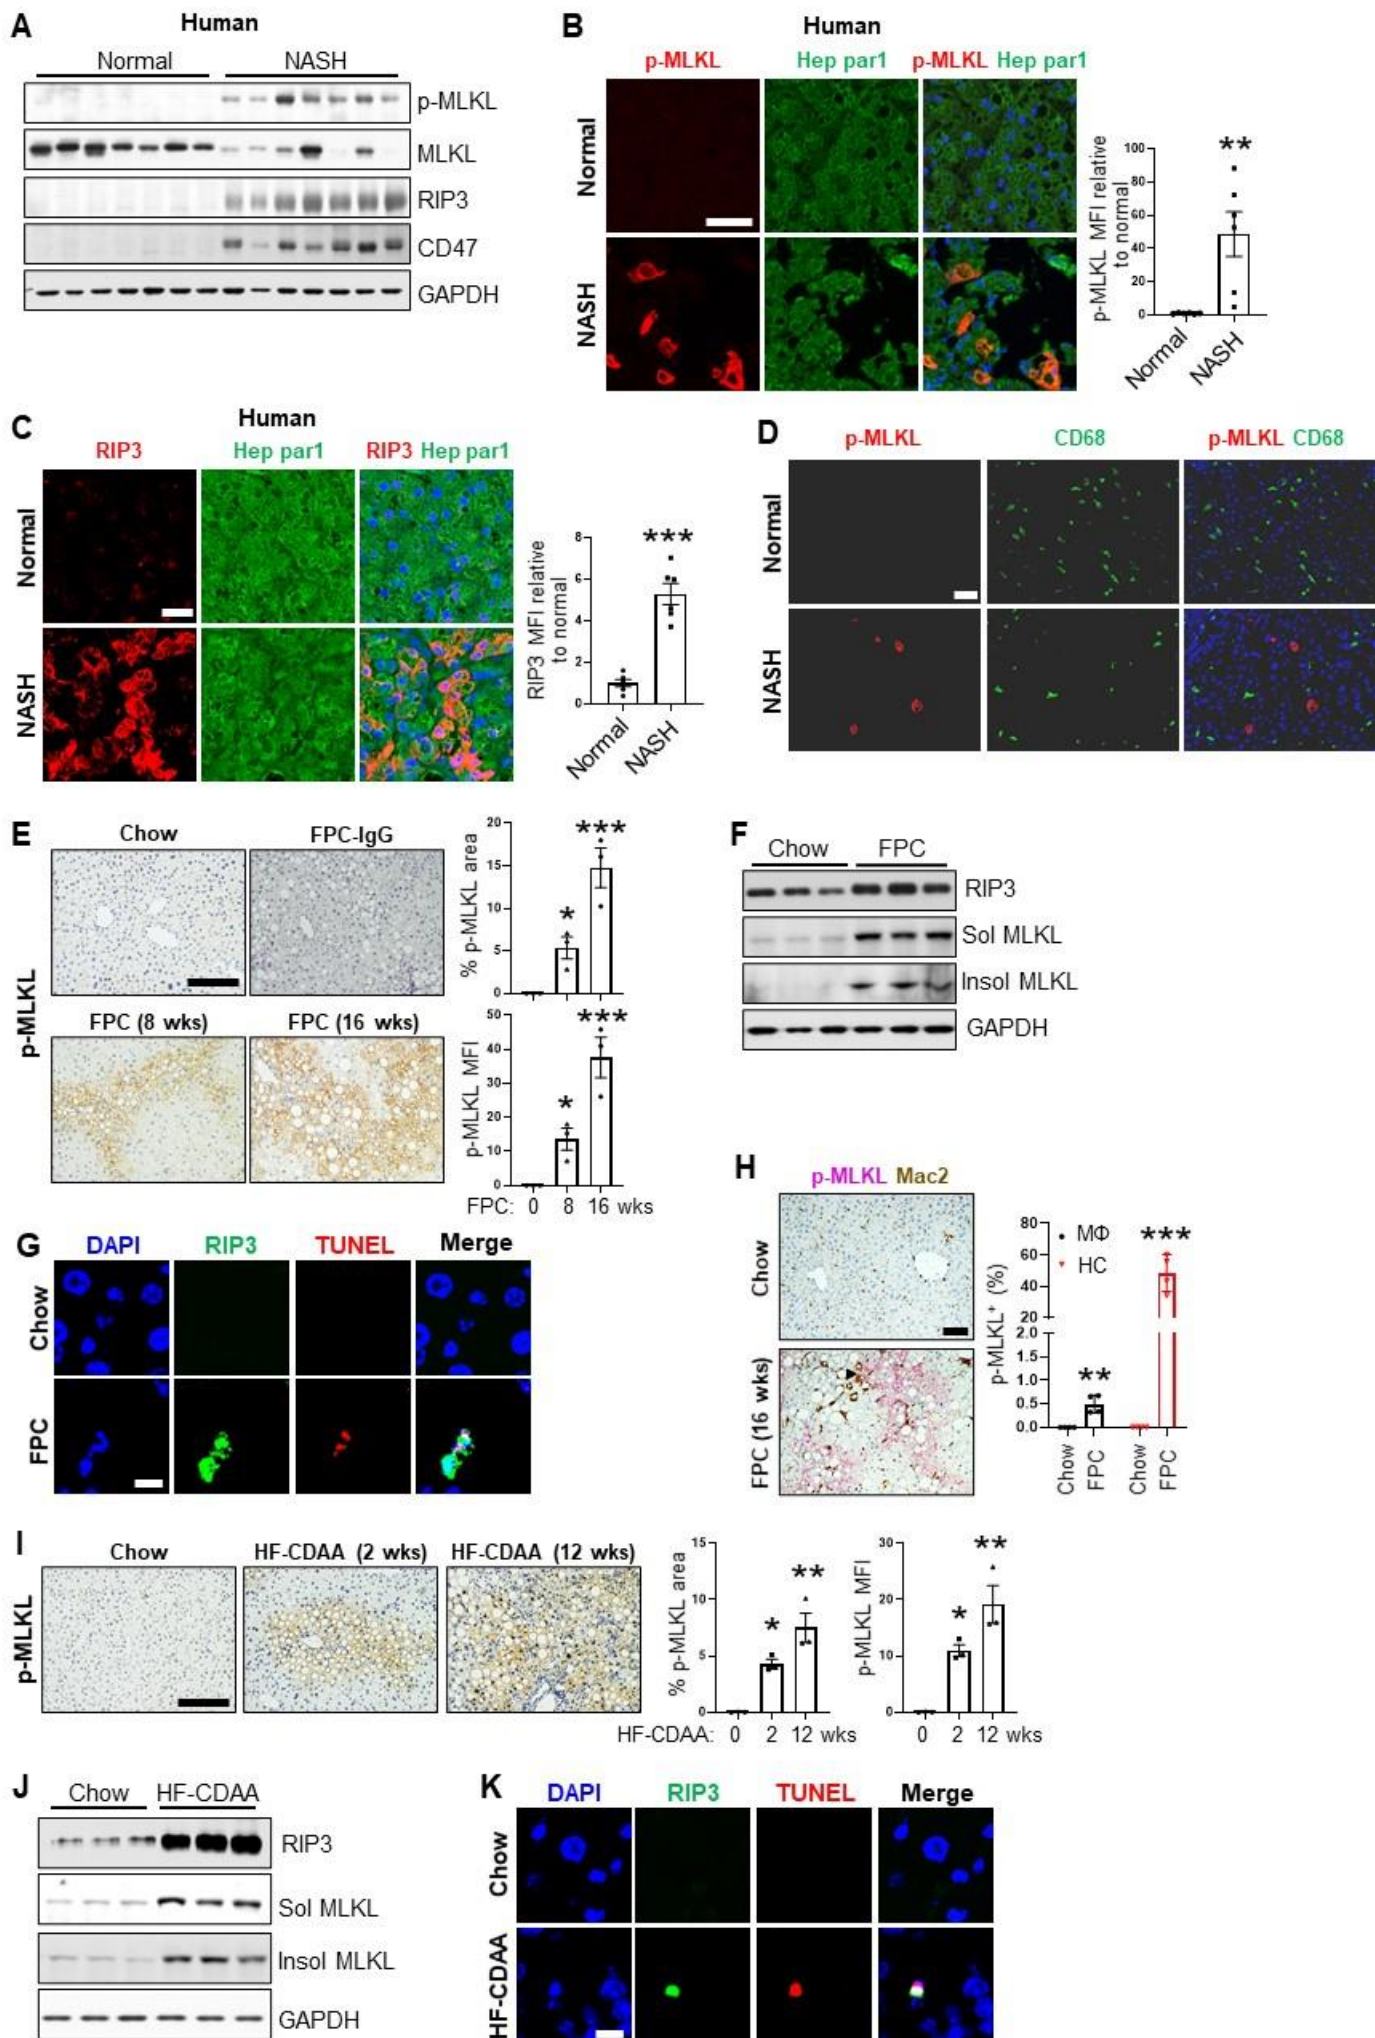 A
Human
Normal NASH
p-MLKL
MLKL
RIP3
CD47
GAPDH
B
Human
p-MLKL Hep par1 p-MLKL Hep par1
Normal
NASH
p-MLKL MFI relative
to normal
100
80
60
40
20
0
**
Normal
NASH
C
Human
RIP3 Hep par1 RIP3 Hep par1
Normal
NASH
RIP3 MFI relative
to normal
8
6
4
2
0
***
Normal
NASH
D
p-MLKL CD68 p-MLKL CD68
Normal
NASH
E
p-MLKL
Chow FPC-IgG
FPC (8 wks) FPC (16 wks)
% p-MLKL area
20
15
10
5
0
*
***
p-MLKL MFI
50
40
30
20
10
0
*
***
FPC: 0 8 16 wks
F
Chow FPC
RIP3
Sol MLKL
Insol MLKL
GAPDH
G
DAPI RIP3 TUNEL Merge
Chow
FPC
H
p-MLKL Mac2
Chow
FPC (16 wks)
p-MLKL⁺ (%)
80
60
40
20
2.0
1.5
1.0
0.5
0.0
MΦ
HC
**
***
Chow
FPC
Chow
FPC
I
p-MLKL
Chow HF-CDAA (2 wks) HF-CDAA (12 wks)
% p-MLKL area
15
10
5
0
*
**
HF-CDAA: 0 2 12 wks
p-MLKL MFI
30
20
10
0
*
**
0 2 12 wks
J
Chow HF-CDAA
RIP3
Sol MLKL
Insol MLKL
GAPDH
K
DAPI RIP3 TUNEL Merge
Chow
HF-CDAA